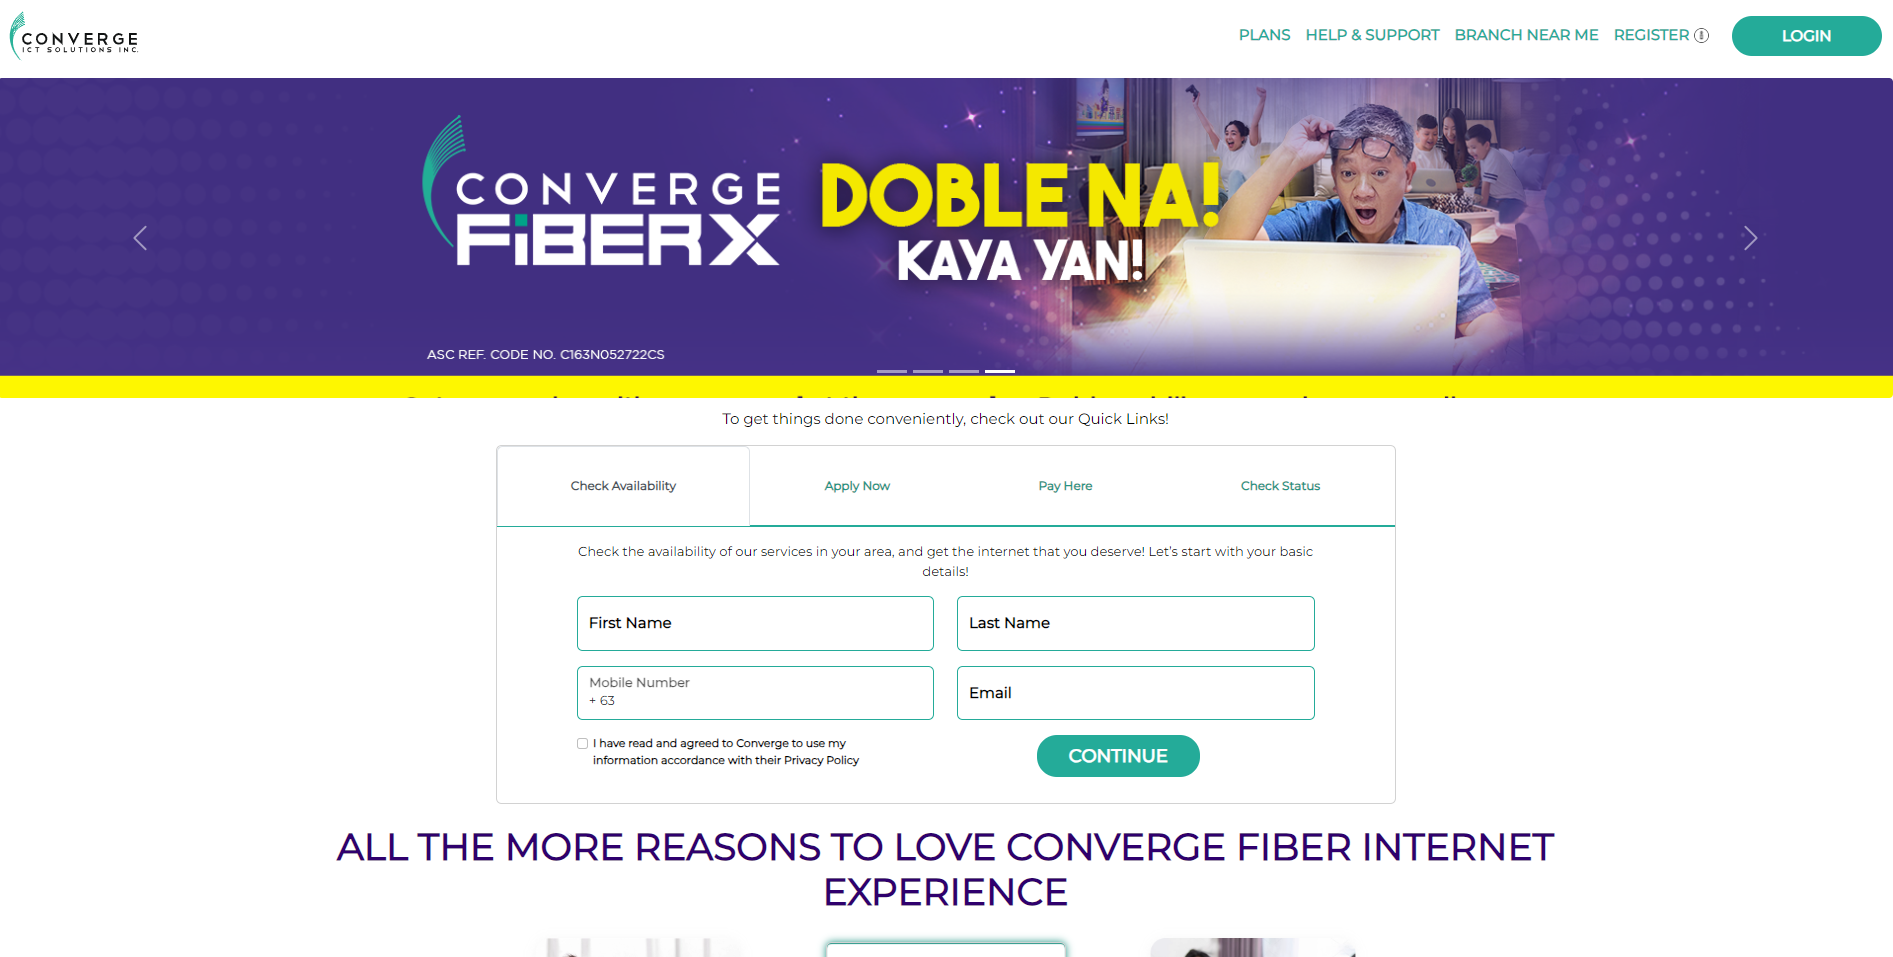 CONVERGE
ICT SOLUTIONS INC.
PLANS HELP & SUPPORT BRANCH NEAR ME REGISTER LOGIN
CONVERGE
FiBERX
DOBLE NA!
KAYA YAN!
ASC REF. CODE NO. C163N052722CS
To get things done conveniently, check out our Quick Links!
Check Availability Apply Now Pay Here Check Status
Check the availability of our services in your area, and get the internet that you deserve! Let's start with your basic
details!
First Name Last Name
Mobile Number
+ 63
Email
I have read and agreed to Converge to use my
information accordance with their Privacy Policy
CONTINUE
ALL THE MORE REASONS TO LOVE CONVERGE FIBER INTERNET
EXPERIENCE